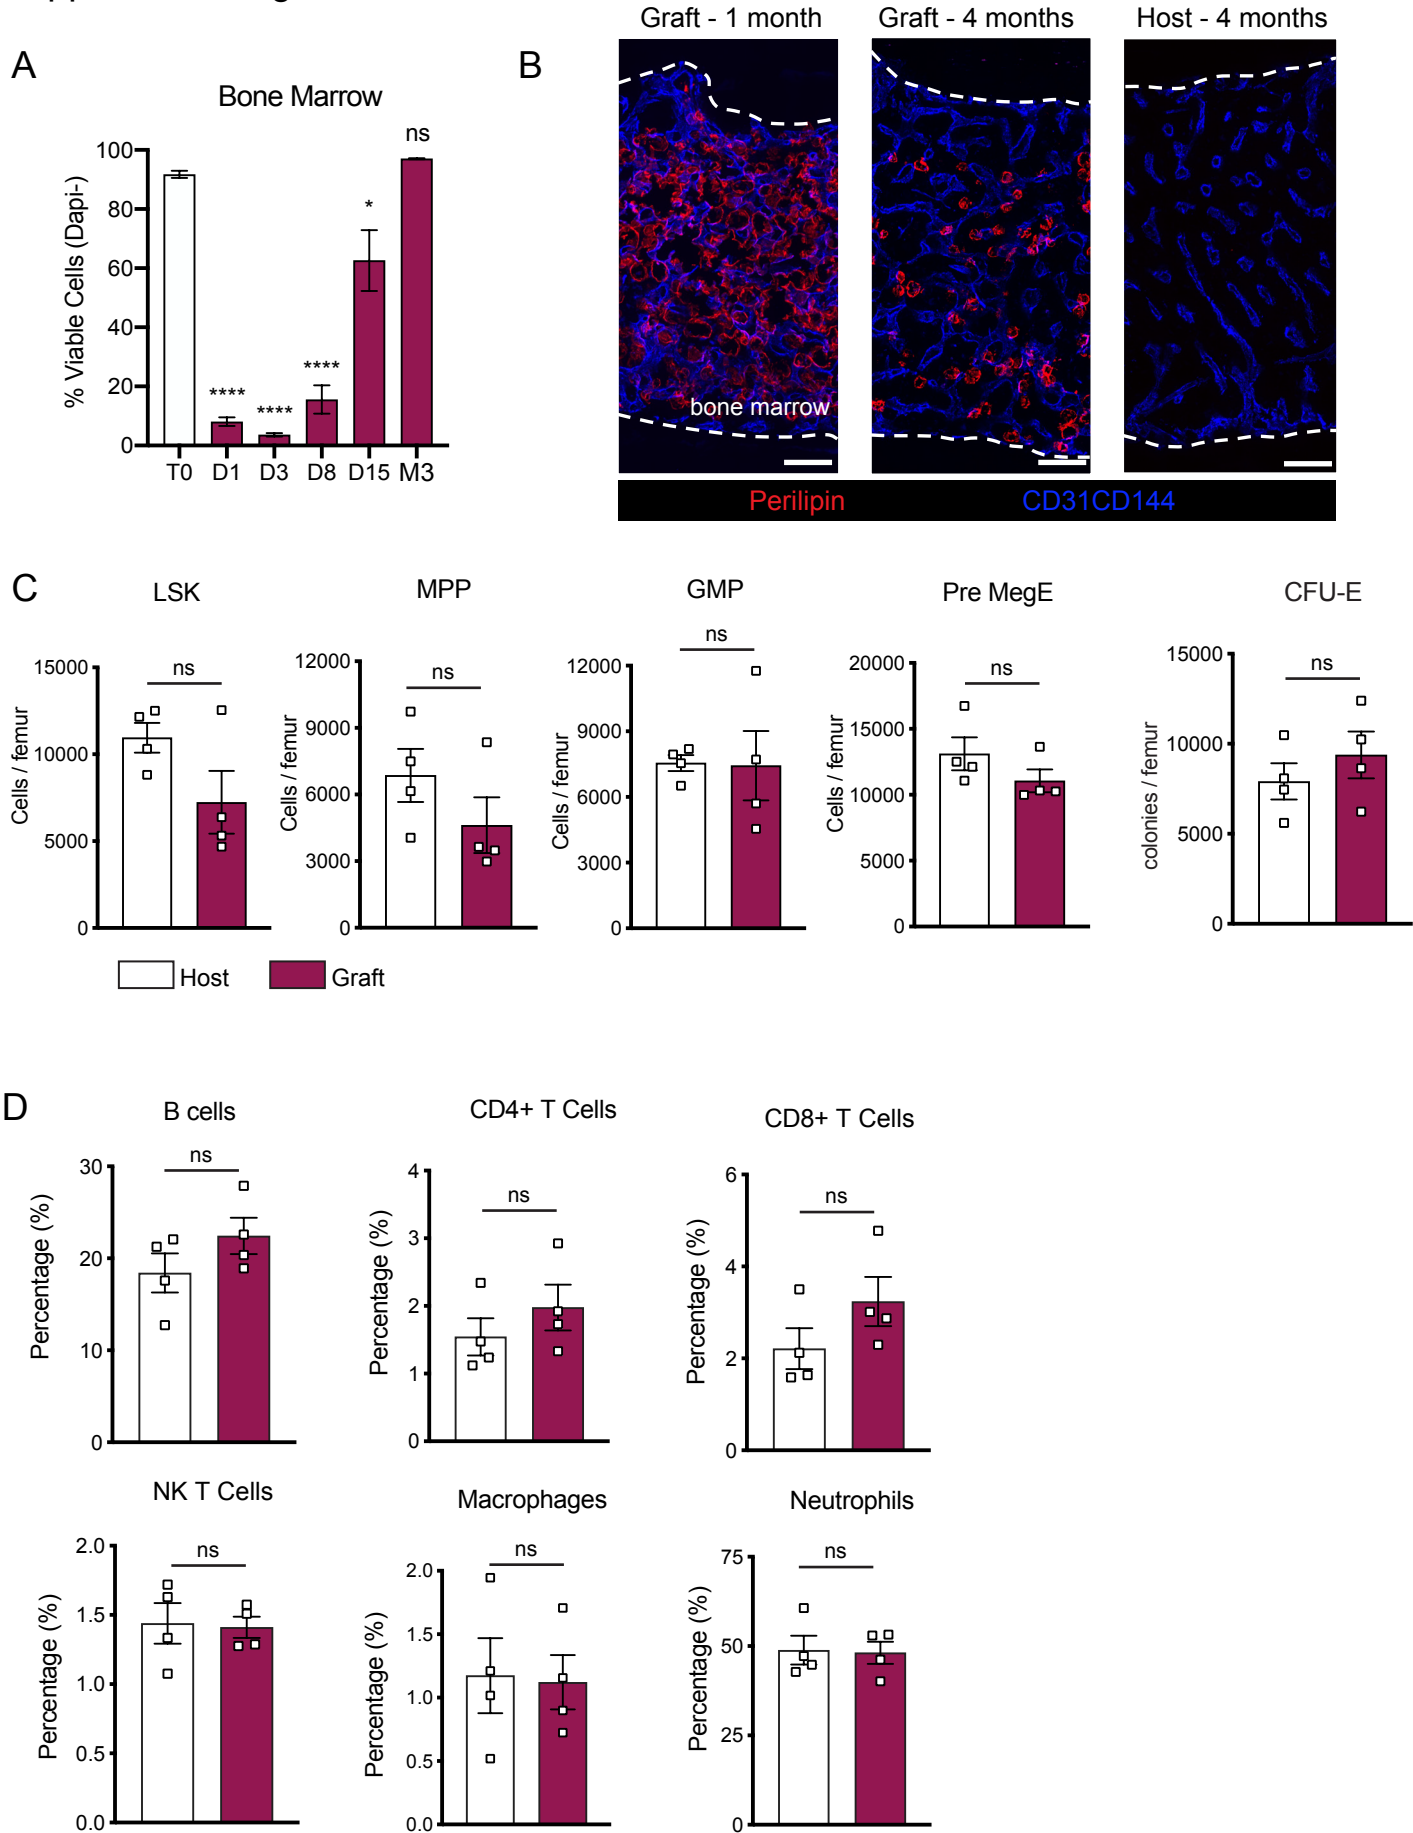 A
Bone Marrow
% Viable Cells (Dapi-)
100
80
60
40
20
0
****
****
****
*
ns
T0 D1 D3 D8 D15 M3
B
Graft - 1 month
Graft - 4 months
Host - 4 months
bone marrow
Perilipin
CD31CD144
C
LSK
Cells / femur
15000
10000
5000
0
ns
MPP
Cells / femur
12000
9000
6000
3000
0
ns
GMP
Cells / femur
12000
9000
6000
3000
0
ns
Pre MegE
Cells / femur
20000
15000
10000
5000
0
ns
CFU-E
colonies / femur
15000
10000
5000
0
ns
Host
Graft
D
B cells
Percentage (%)
30
20
10
0
ns
CD4+ T Cells
Percentage (%)
4
3
2
1
0
ns
CD8+ T Cells
Percentage (%)
6
4
2
0
ns
NK T Cells
Percentage (%)
2.0
1.5
1.0
0.5
0.0
ns
Macrophages
Percentage (%)
2.0
1.5
1.0
0.5
0.0
ns
Neutrophils
Percentage (%)
75
50
25
0
ns